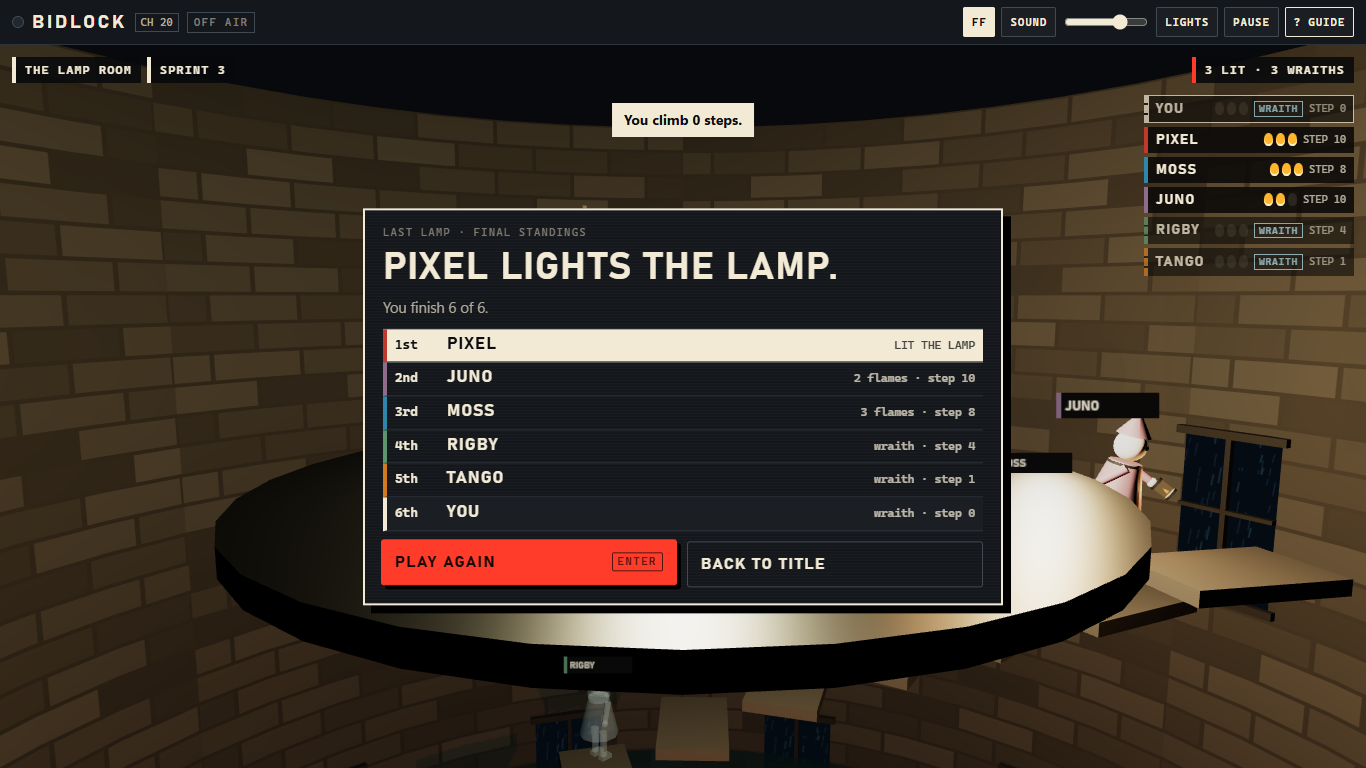 BIDLOCK CH 20 OFF AIR FF SOUND LIGHTS PAUSE ? GUIDE
THE LAMP ROOM SPRINT 3 3 LIT · 3 WRAITHS
You climb 0 steps.
YOU WRAITH STEP 0
PIXEL STEP 10
MOSS STEP 8
JUNO STEP 10
RIGBY WRAITH STEP 4
TANGO WRAITH STEP 1
LAST LAMP · FINAL STANDINGS
PIXEL LIGHTS THE LAMP.
You finish 6 of 6.
1st PIXEL LIT THE LAMP
2nd JUNO 2 flames · step 10
3rd MOSS 3 flames · step 8
4th RIGBY wraith · step 4
5th TANGO wraith · step 1
6th YOU wraith · step 0
PLAY AGAIN ENTER BACK TO TITLE
JUNO
RIGBY